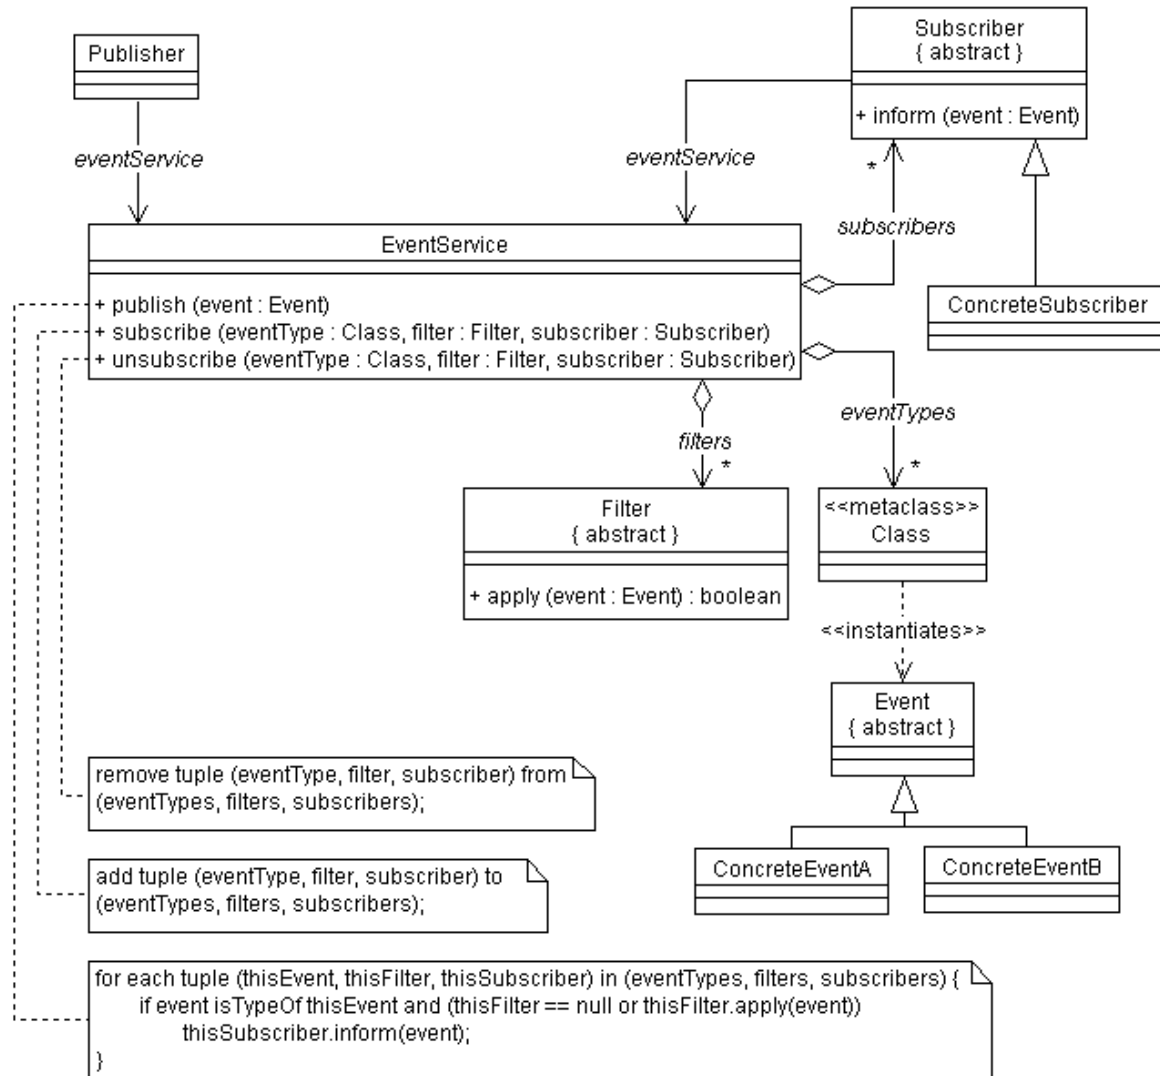 Publisher
Subscriber
{ abstract }
+ inform (event : Event)
eventService
eventService
*
subscribers
EventService
+ publish (event : Event)
+ subscribe (eventType : Class, filter : Filter, subscriber : Subscriber)
+ unsubscribe (eventType : Class, filter : Filter, subscriber : Subscriber)
ConcreteSubscriber
filters
*
eventTypes
*
Filter
{ abstract }
+ apply (event : Event) : boolean
<<metaclass>>
Class
<<instantiates>>
Event
{ abstract }
remove tuple (eventType, filter, subscriber) from
(eventTypes, filters, subscribers);
ConcreteEventA
ConcreteEventB
add tuple (eventType, filter, subscriber) to
(eventTypes, filters, subscribers);
for each tuple (thisEvent, thisFilter, thisSubscriber) in (eventTypes, filters, subscribers) {
if event isTypeOf thisEvent and (thisFilter == null or thisFilter.apply(event))
thisSubscriber.inform(event);
}